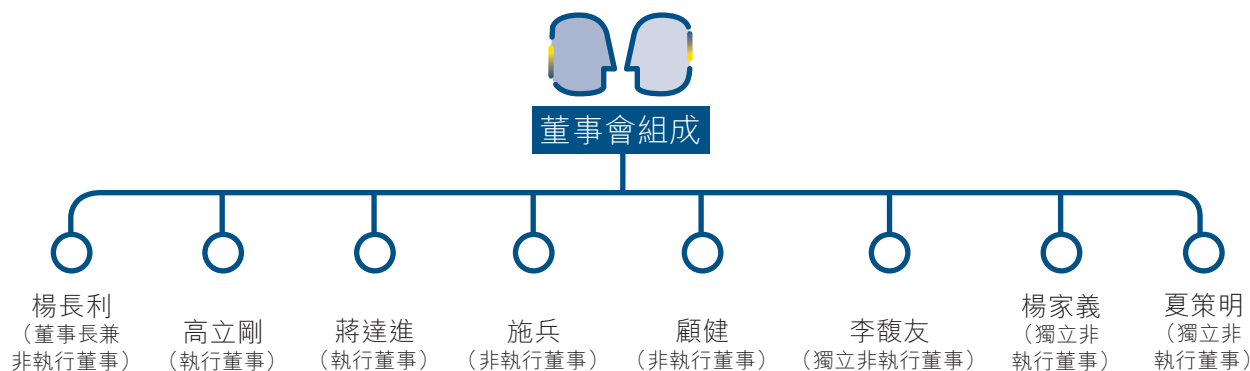 董事會組成
楊長利
（董事長兼
非執行董事）
高立剛
（執行董事）
蔣達進
（執行董事）
施兵
（非執行董事）
顧健
（非執行董事）
李馥友
（獨立非執行董事）
楊家義
（獨立非
執行董事）
夏策明
（獨立非
執行董事）